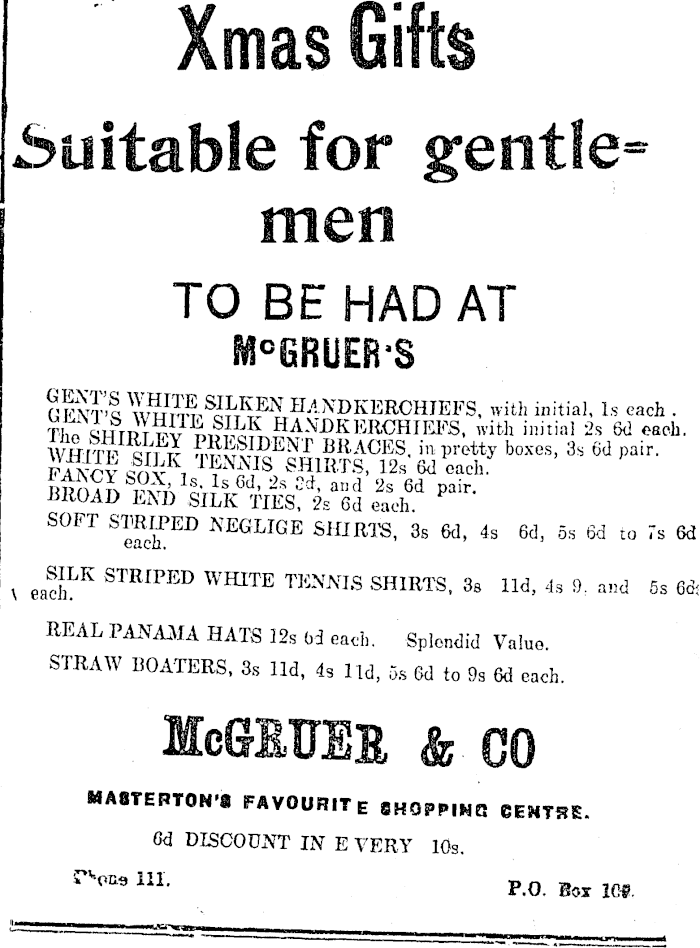 Xmas Gifts
Suitable for gentle=
men
TO BE HAD AT
McGRUER'S
GENT'S WHITE SILKEN HANDKERCHIEFS, with initial, 1s each .
GENT'S WHITE SILK HANDKERCHIEFS, with initial 2s 6d each.
The SHIRLEY PRESIDENT BRACES, in pretty boxes, 3s 6d pair.
WHITE SILK TENNIS SHIRTS, 12s 6d each.
FANCY SOX, 1s, 1s 6d, 2s and 2s 6d pair.
BROAD END SILK TIES, 2s 6d each.
SOFT STRIPED NEGLIGE SHIRTS, 3s 6d, 4s 6d, 5s 6d to 7s 6d
each.
SILK STRIPED WHITE TENNIS SHIRTS, 3s 11d, 4s 9, and 5s 6d
each.
REAL PANAMA HATS 12s 6d each. Splendid Value.
STRAW BOATERS, 3s 11d, 4s 11d, 5s 6d to 9s 6d each.
McGRUER & CO
MASTERTON'S FAVOURITE SHOPPING CENTRE.
6d DISCOUNT IN EVERY 10s.
Phone 111.
P.O. Box